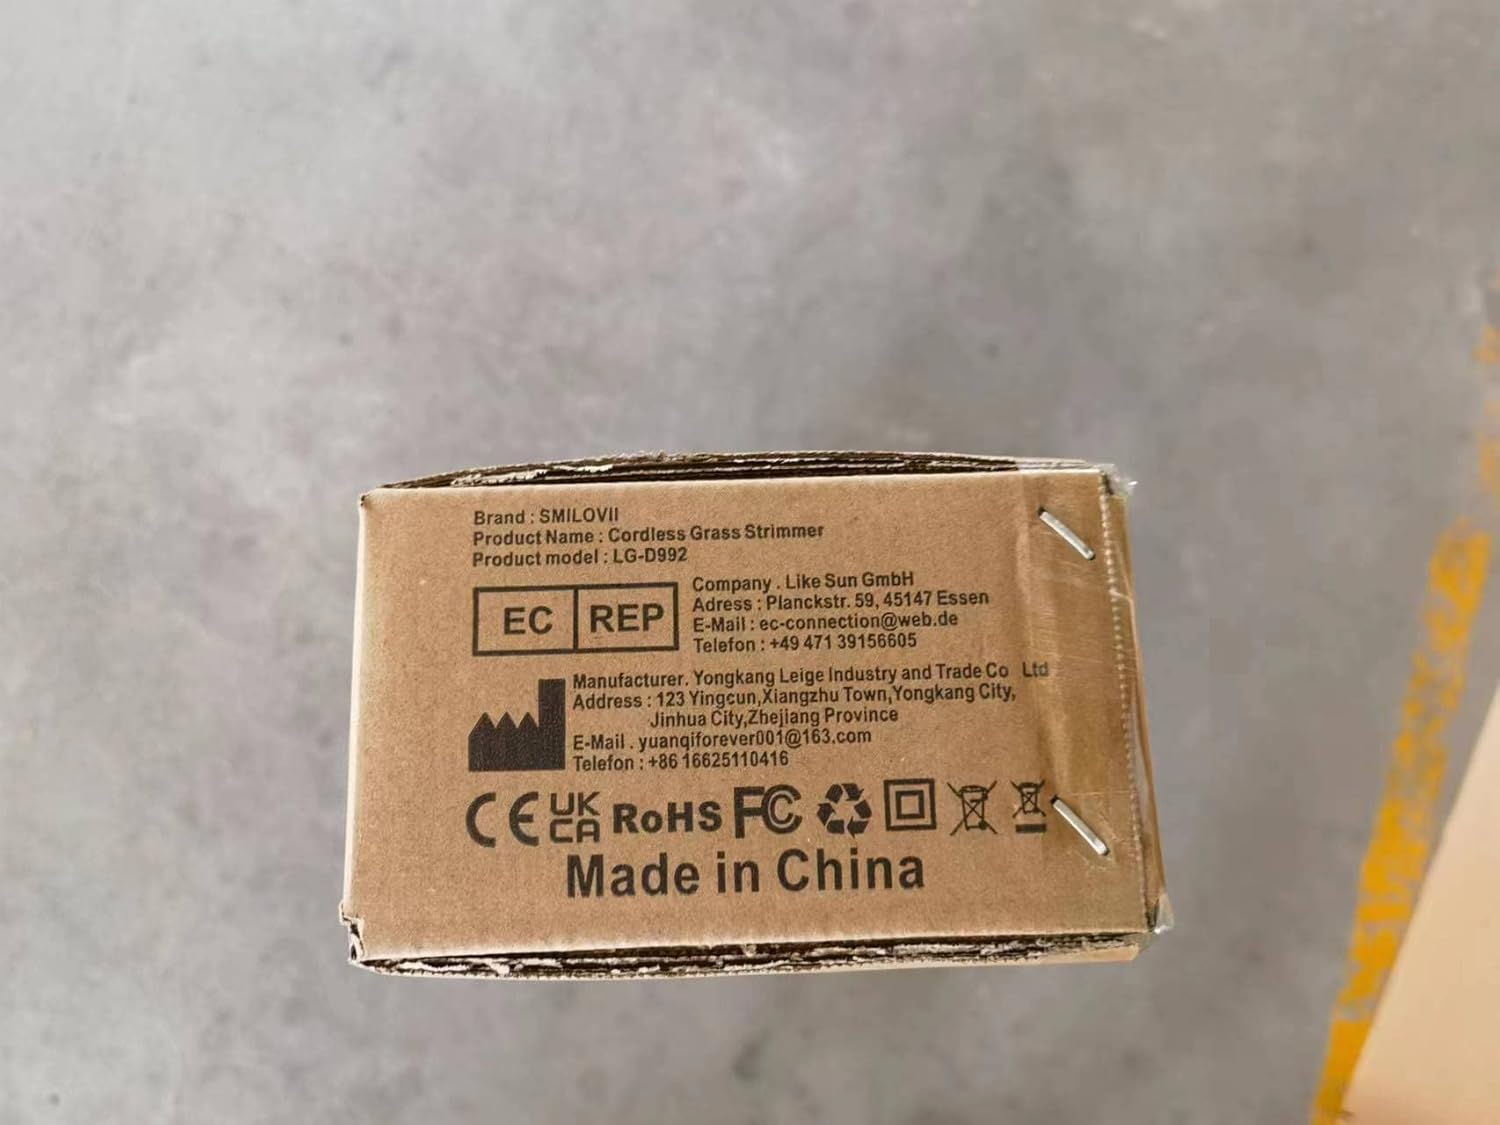 Brand : SMILOVII
Product Name : Cordless Grass Strimmer
Product model : LG-D992
EC REP
Company . Like Sun GmbH
Adress : Planckstr. 59, 45147 Essen
E-Mail : ec-connection@web.de
Telefon : +49 471 39156605
Manufacturer. Yongkang Leige Industry and Trade Co Ltd
Address : 123 Yingcun,Xiangzhu Town,Yongkang City,
Jinhua City,Zhejiang Province
E-Mail . yuanqiforever001@163.com
Telefon : +86 16625110416
CE UK CA RoHS FC
Made in China